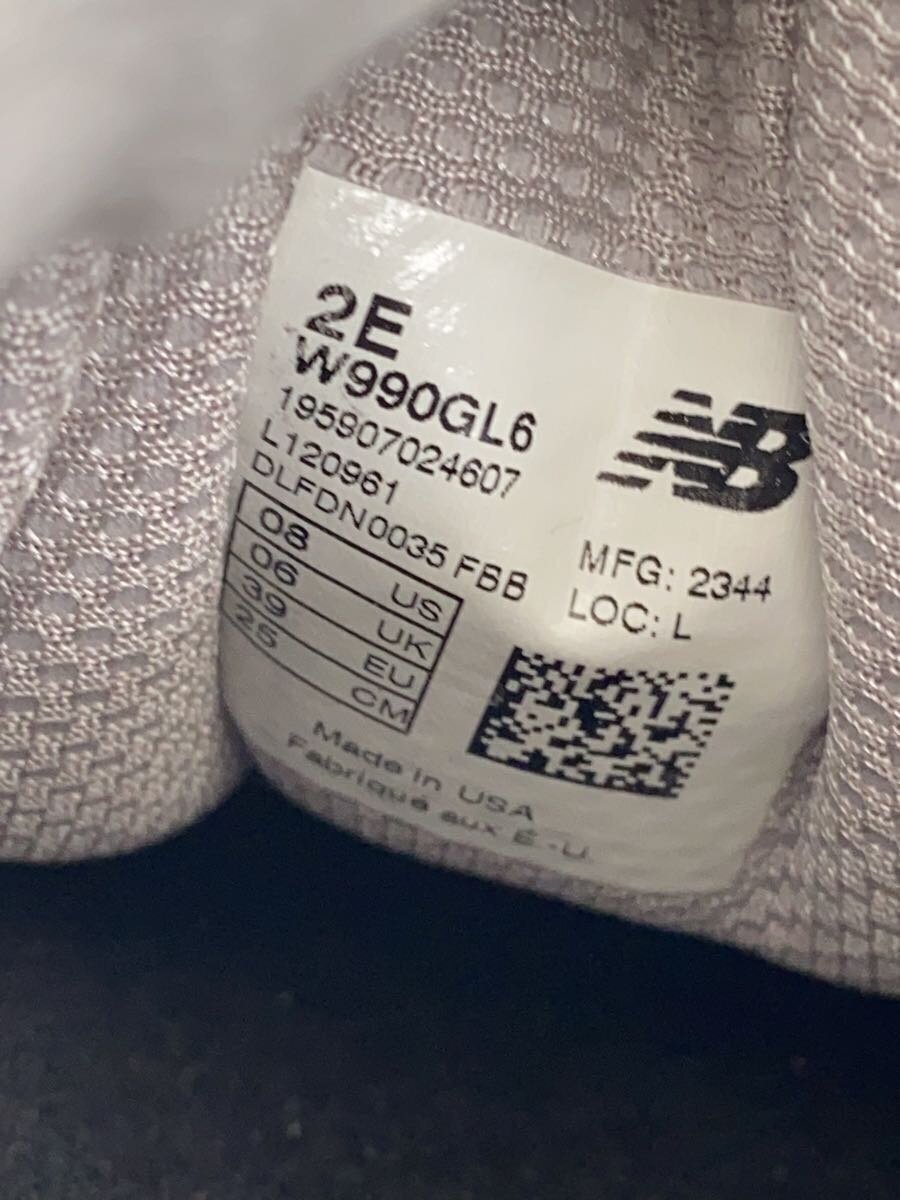 2E
W990GL6
195907024607
L120961
DLFDN0035 FBB
08 US
06 UK
39 EU
25 CM
NB
MFG: 2344
LOC: L
Made in USA
Fabriqué aux É.-U.